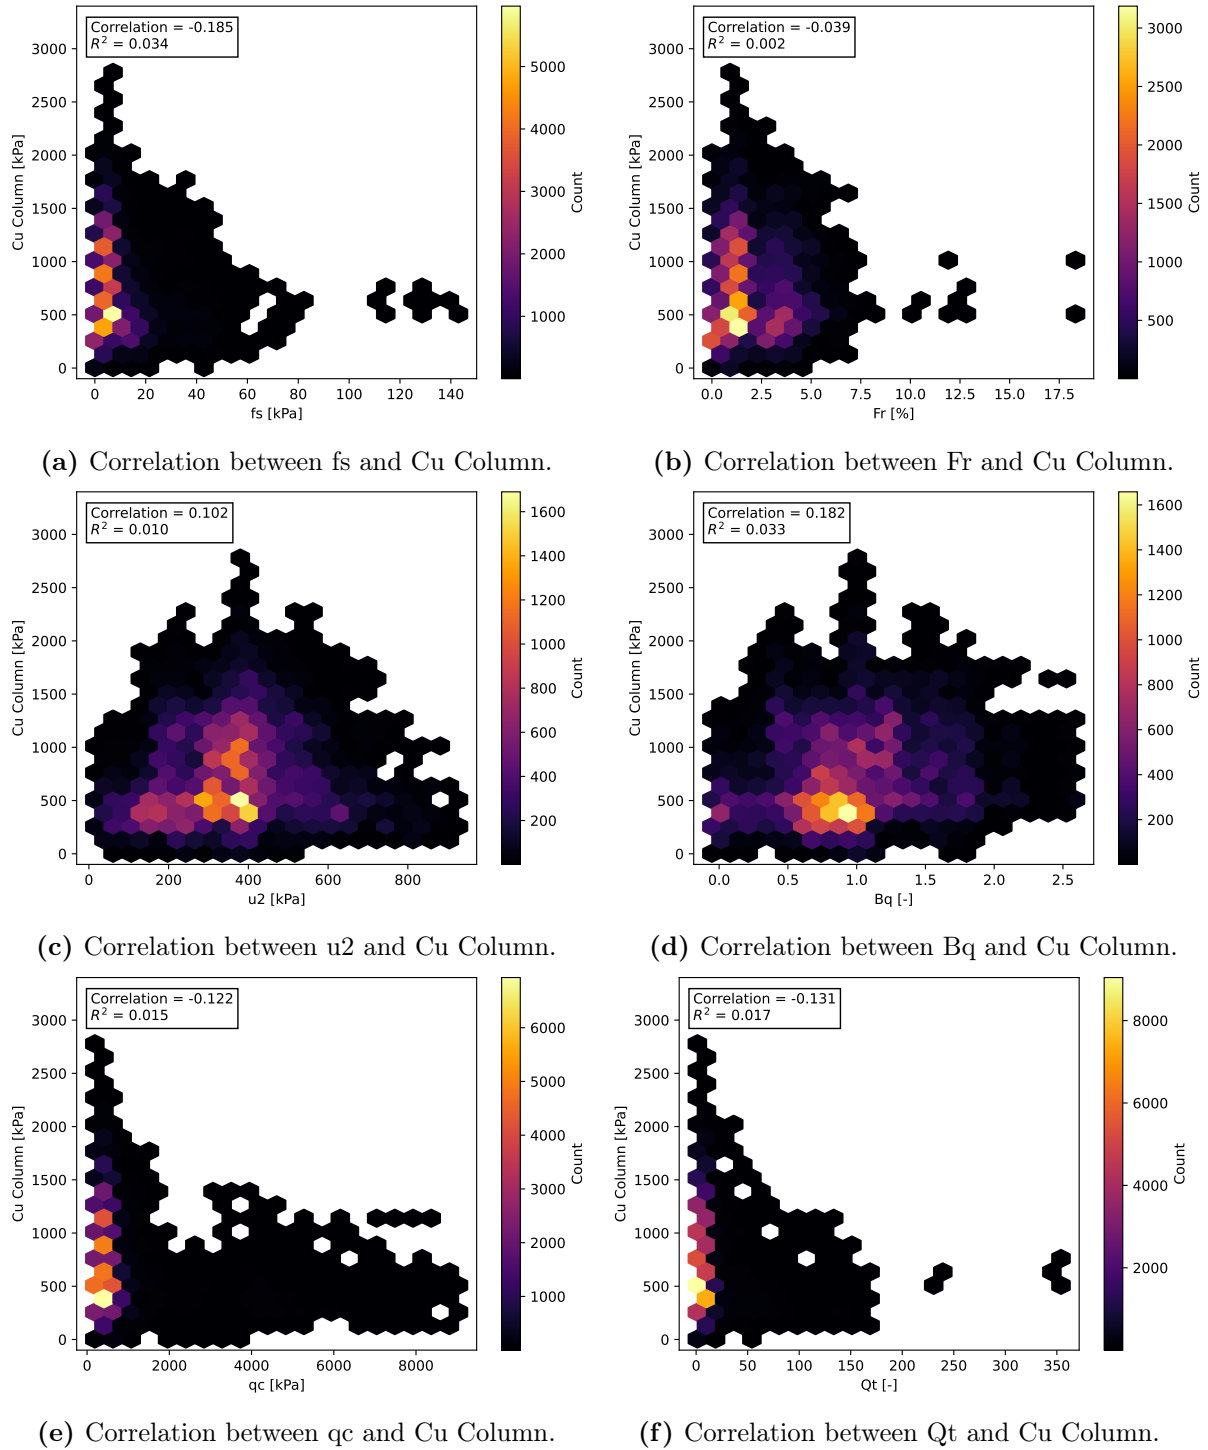 Correlation = -0.185
R² = 0.034
3000
2500
2000
1500
1000
500
0
Cu Column [kPa]
0 20 40 60 80 100 120 140
fs [kPa]
5000
4000
3000
2000
1000
Count
(a) Correlation between fs and Cu Column.
Correlation = -0.039
R² = 0.002
3000
2500
2000
1500
1000
500
0
Cu Column [kPa]
0.0 2.5 5.0 7.5 10.0 12.5 15.0 17.5
Fr [%]
3000
2500
2000
1500
1000
500
Count
(b) Correlation between Fr and Cu Column.
Correlation = 0.102
R² = 0.010
3000
2500
2000
1500
1000
500
0
Cu Column [kPa]
0 200 400 600 800
u2 [kPa]
1600
1400
1200
1000
800
600
400
200
Count
(c) Correlation between u2 and Cu Column.
Correlation = 0.182
R² = 0.033
3000
2500
2000
1500
1000
500
0
Cu Column [kPa]
0.0 0.5 1.0 1.5 2.0 2.5
Bq [-]
1600
1400
1200
1000
800
600
400
200
Count
(d) Correlation between Bq and Cu Column.
Correlation = -0.122
R² = 0.015
3000
2500
2000
1500
1000
500
0
Cu Column [kPa]
0 2000 4000 6000 8000
qc [kPa]
6000
5000
4000
3000
2000
1000
Count
(e) Correlation between qc and Cu Column.
Correlation = -0.131
R² = 0.017
3000
2500
2000
1500
1000
500
0
Cu Column [kPa]
0 50 100 150 200 250 300 350
Qt [-]
8000
6000
4000
2000
Count
(f) Correlation between Qt and Cu Column.